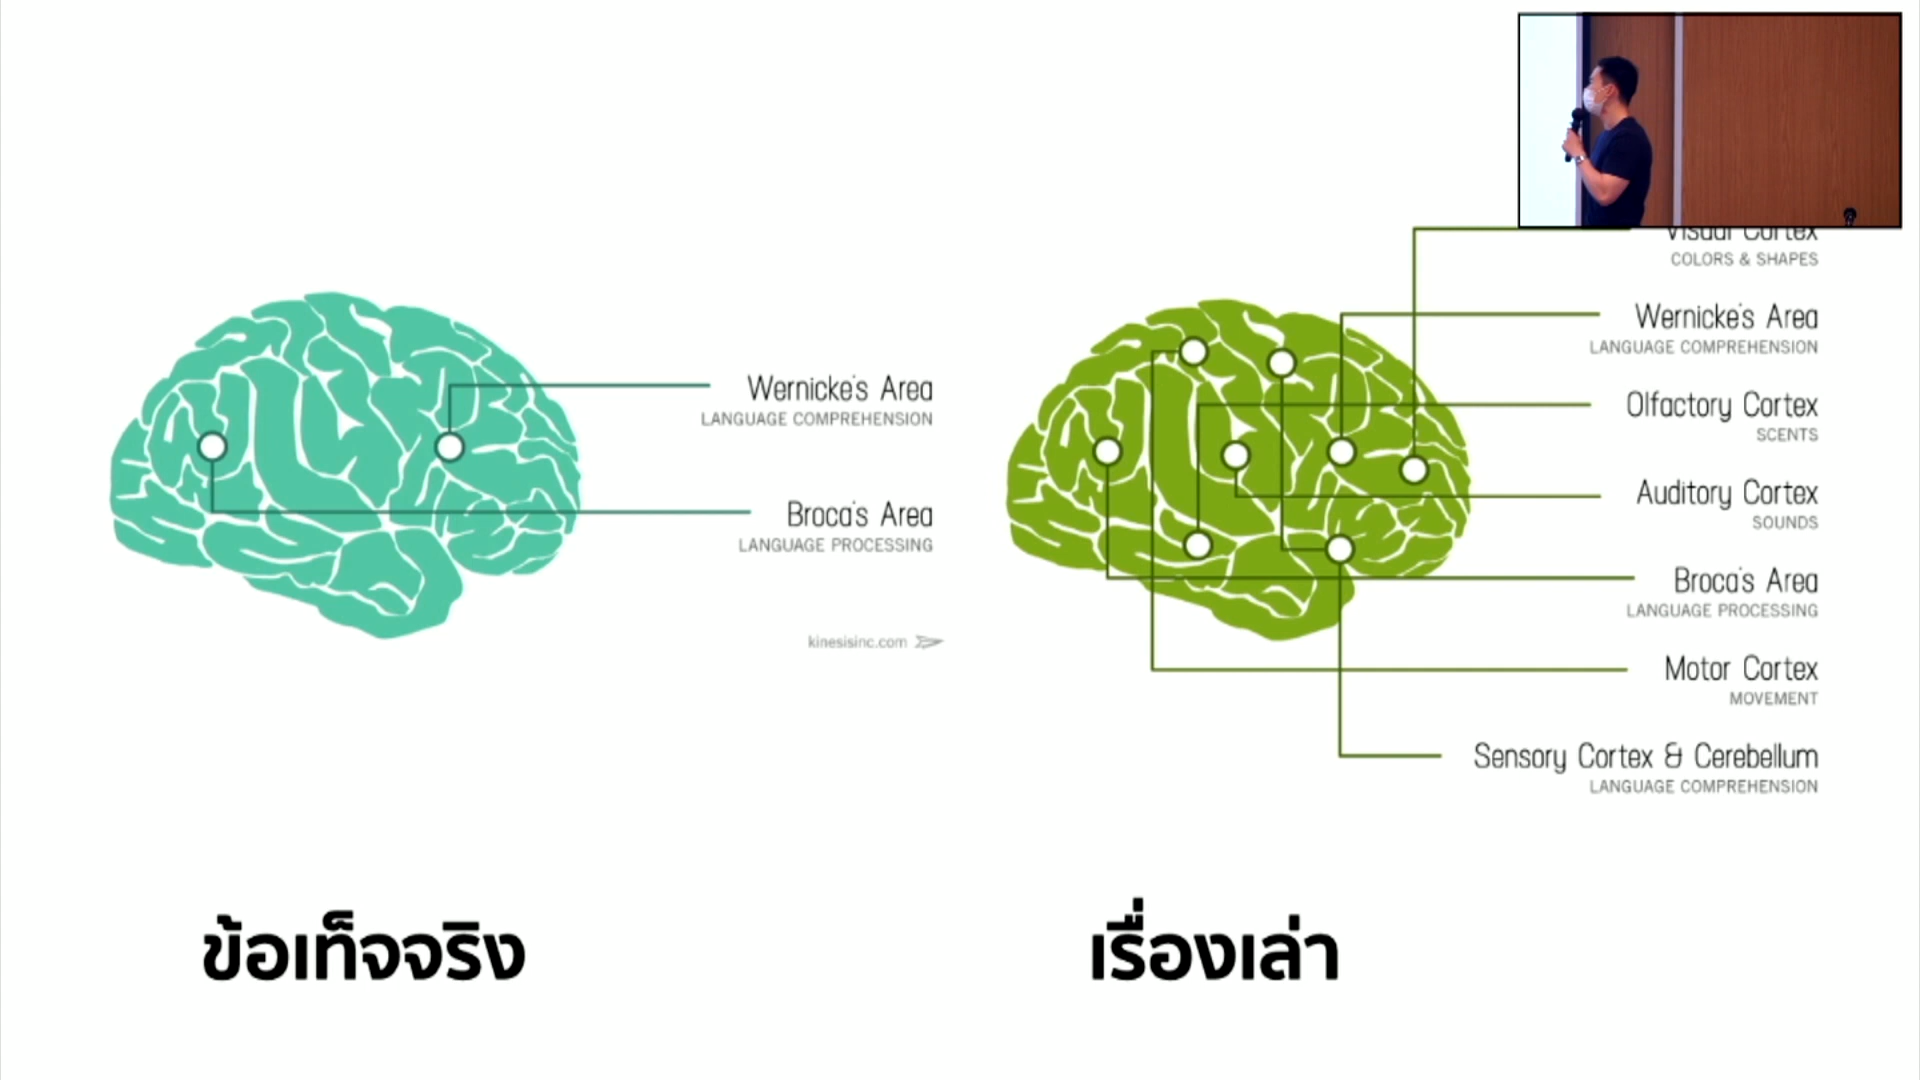 Wernicke's Area
LANGUAGE COMPREHENSION
Broca's Area
LANGUAGE PROCESSING
kinesisinc.com
ข้อเท็จจริง
Visual Cortex
COLORS & SHAPES
Wernicke's Area
LANGUAGE COMPREHENSION
Olfactory Cortex
SCENTS
Auditory Cortex
SOUNDS
Broca's Area
LANGUAGE PROCESSING
Motor Cortex
MOVEMENT
Sensory Cortex & Cerebellum
LANGUAGE COMPREHENSION
เรื่องเล่า